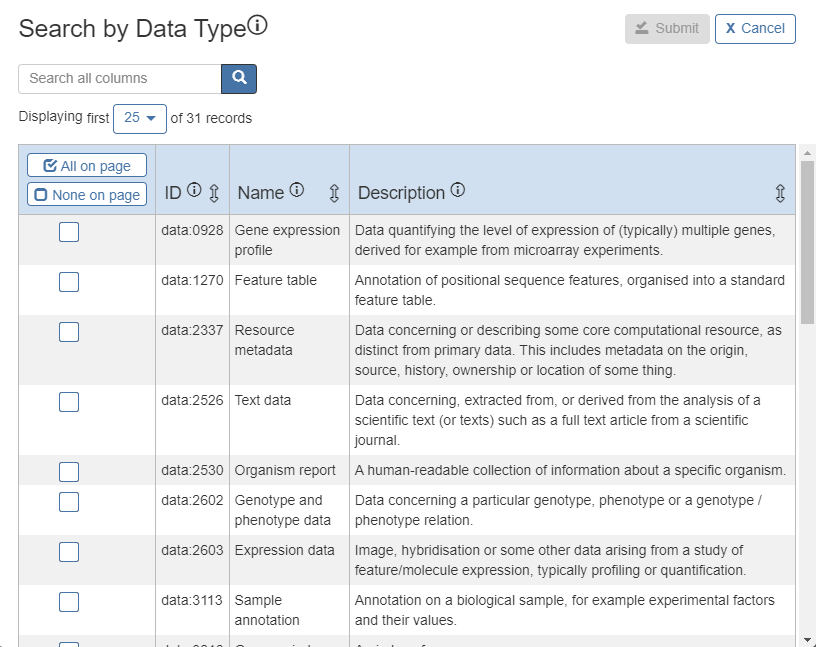 Search by Data Type
Submit
X Cancel
Search all columns
Displaying first 25 of 31 records
All on page
None on page
ID
Name
Description
data:0928
Gene expression
profile
Data quantifying the level of expression of (typically) multiple genes,
derived for example from microarray experiments.
data:1270
Feature table
Annotation of positional sequence features, organised into a standard
feature table.
data:2337
Resource
metadata
Data concerning or describing some core computational resource, as
distinct from primary data. This includes metadata on the origin,
source, history, ownership or location of some thing.
data:2526
Text data
Data concerning, extracted from, or derived from the analysis of a
scientific text (or texts) such as a full text article from a scientific
journal.
data:2530
Organism report
A human-readable collection of information about a specific organism.
data:2602
Genotype and
phenotype data
Data concerning a particular genotype, phenotype or a genotype /
phenotype relation.
data:2603
Expression data
Image, hybridisation or some other data arising from a study of
feature/molecule expression, typically profiling or quantification.
data:3113
Sample
annotation
Annotation on a biological sample, for example experimental factors
and their values.